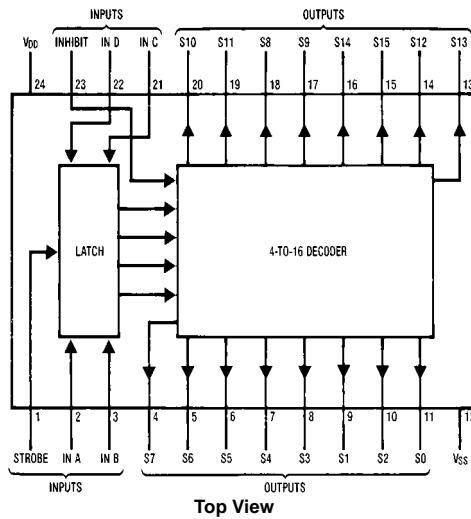 INPUTS OUTPUTS
VDD INHIBIT IN D IN C S10 S11 S8 S9 S14 S15 S12 S13
24 23 22 21 20 19 18 17 16 15 14 13
LATCH 4-TO-16 DECODER
1 2 3 4 5 6 7 8 9 10 11 12
STROBE IN A IN B S7 S6 S5 S4 S3 S1 S2 S0 VSS
INPUTS OUTPUTS
Top View